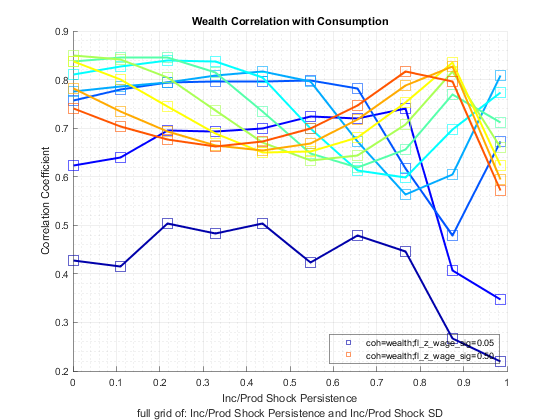 Wealth Correlation with Consumption
0.9
0.8
0.7
0.6
0.5
0.4
0.3
0.2
Correlation Coefficient
coh=wealth;fl_z_wage_sig=0.05
coh=wealth;fl_z_wage_sig=0.50
0 0.1 0.2 0.3 0.4 0.5 0.6 0.7 0.8 0.9 1
Inc/Prod Shock Persistence
full grid of: Inc/Prod Shock Persistence and Inc/Prod Shock SD